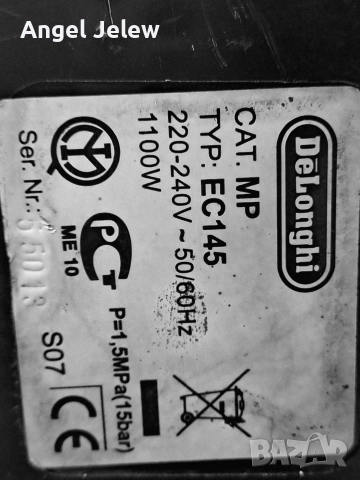 Angel Jelew
DeLonghi
CAT. MP
TYP: EC145
220-240V ~ 50/60Hz
1100W
P=1,5MPa(15bar)
ME 10
Ser. Nr.:
S07
CE
BAZAR